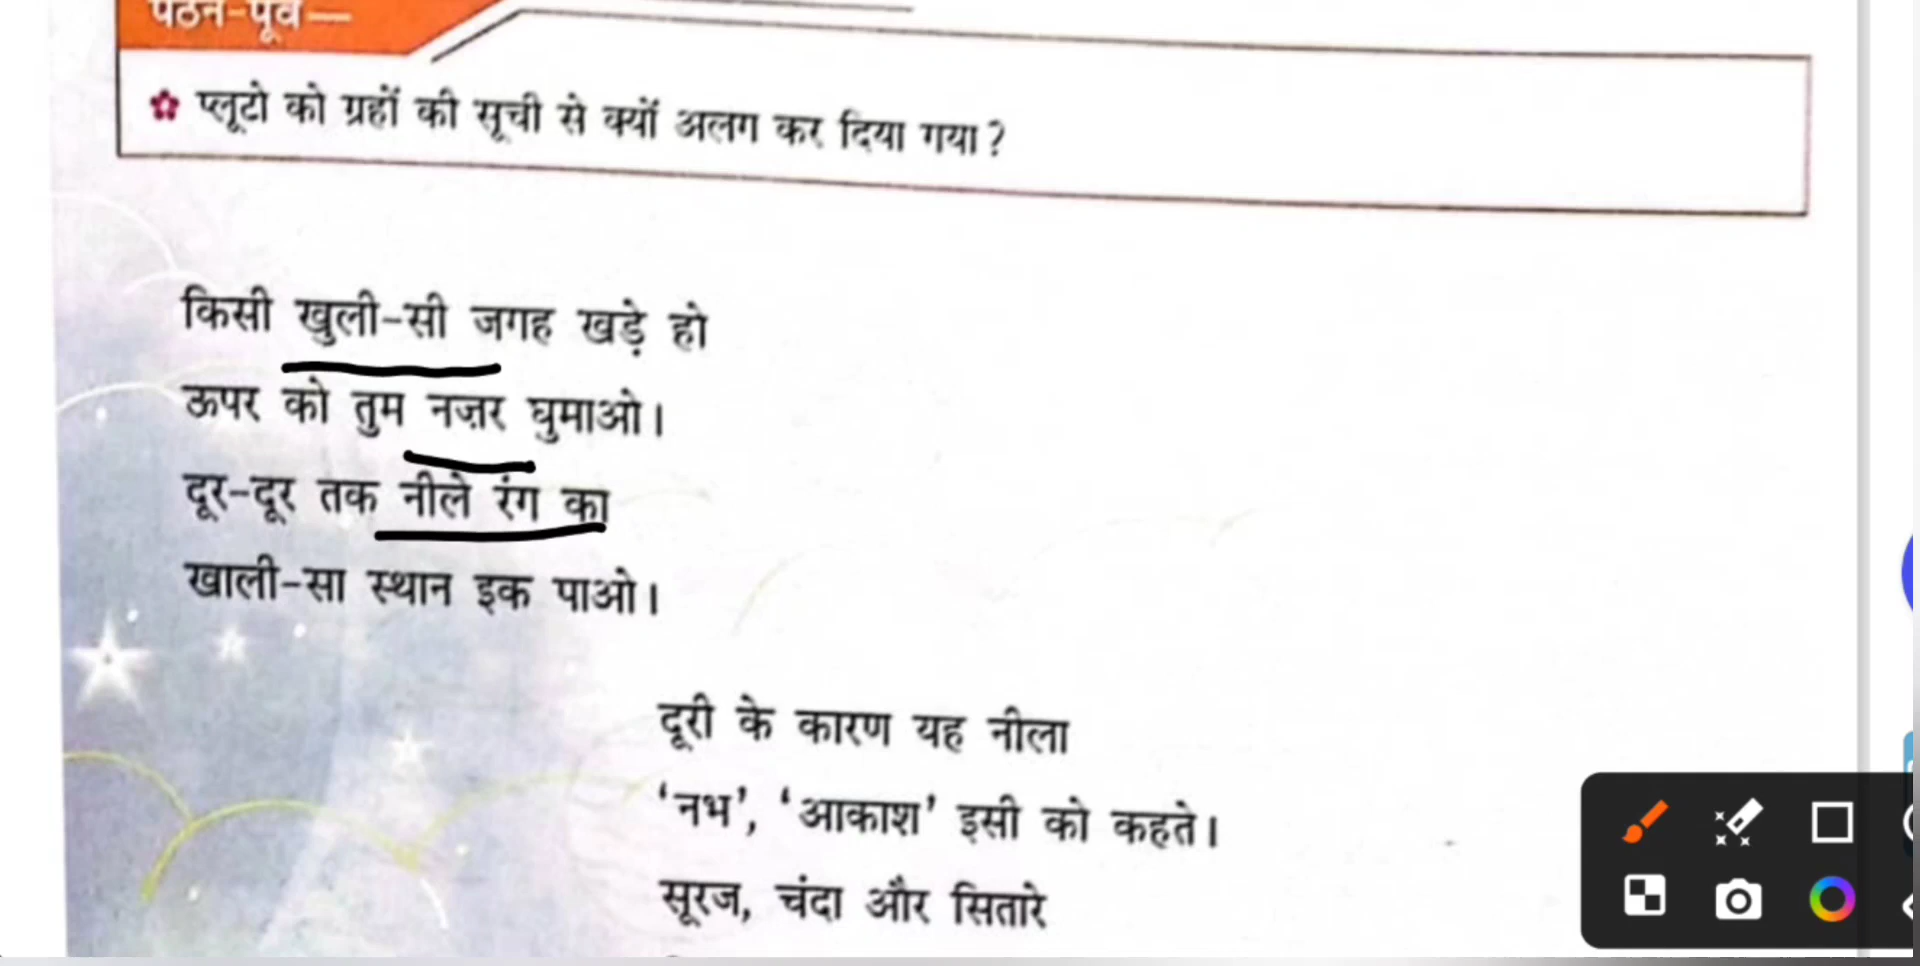 पठन-पूर्व—
प्लूटो को ग्रहों की सूची से क्यों अलग कर दिया गया?
किसी खुली-सी जगह खड़े हो
ऊपर को तुम नज़र घुमाओ।
दूर-दूर तक नीले रंग का
खाली-सा स्थान इक पाओ।
दूरी के कारण यह नीला
‘नभ’, ‘आकाश’ इसी को कहते।
सूरज, चंदा और सितारे